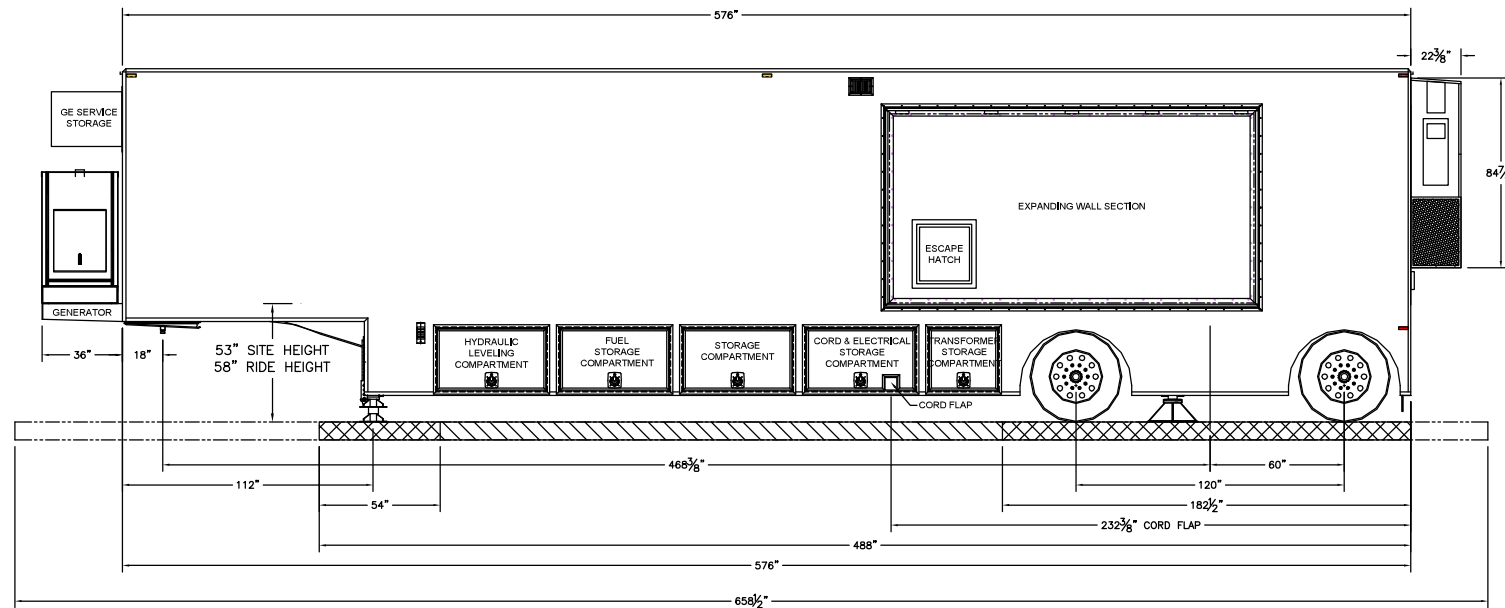 576"
22⅜"
GE SERVICE
STORAGE
84⅞
EXPANDING WALL SECTION
ESCAPE
HATCH
GENERATOR
36"
18"
53" SITE HEIGHT
58" RIDE HEIGHT
HYDRAULIC
LEVELING
COMPARTMENT
FUEL
STORAGE
COMPARTMENT
STORAGE
COMPARTMENT
CORD & ELECTRICAL
STORAGE
COMPARTMENT
TRANSFORMER
STORAGE
COMPARTMENT
CORD FLAP
468⅜"
60"
112"
120"
54"
182½"
232⅜" CORD FLAP
488"
576"
658½"